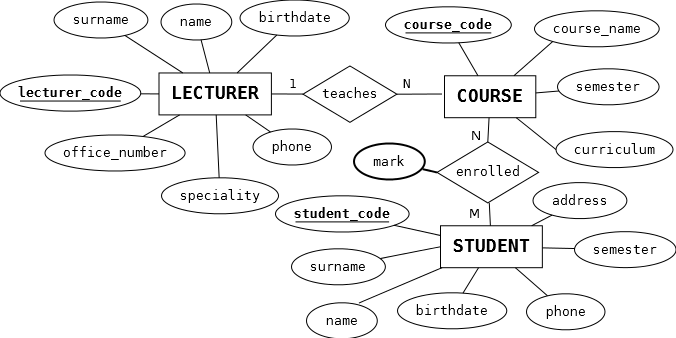 surname
name
birthdate
course_code
course_name
lecturer_code
LECTURER
1
teaches
N
COURSE
semester
office_number
phone
speciality
N
mark
enrolled
curriculum
M
student_code
address
STUDENT
surname
semester
name
birthdate
phone